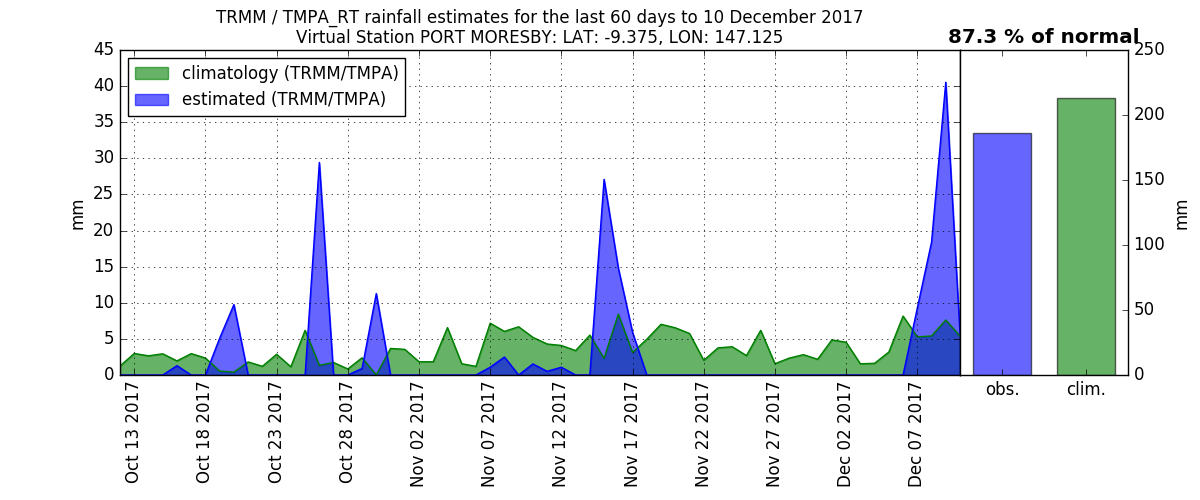 TRMM / TMPA_RT rainfall estimates for the last 60 days to 10 December 2017
Virtual Station PORT MORESBY: LAT: -9.375, LON: 147.125
87.3 % of normal
climatology (TRMM/TMPA)
estimated (TRMM/TMPA)
45
40
35
30
25
20
15
10
5
0
mm
Oct 13 2017
Oct 18 2017
Oct 23 2017
Oct 28 2017
Nov 02 2017
Nov 07 2017
Nov 12 2017
Nov 17 2017
Nov 22 2017
Nov 27 2017
Dec 02 2017
Dec 07 2017
obs.
clim.
250
200
150
100
50
0
mm